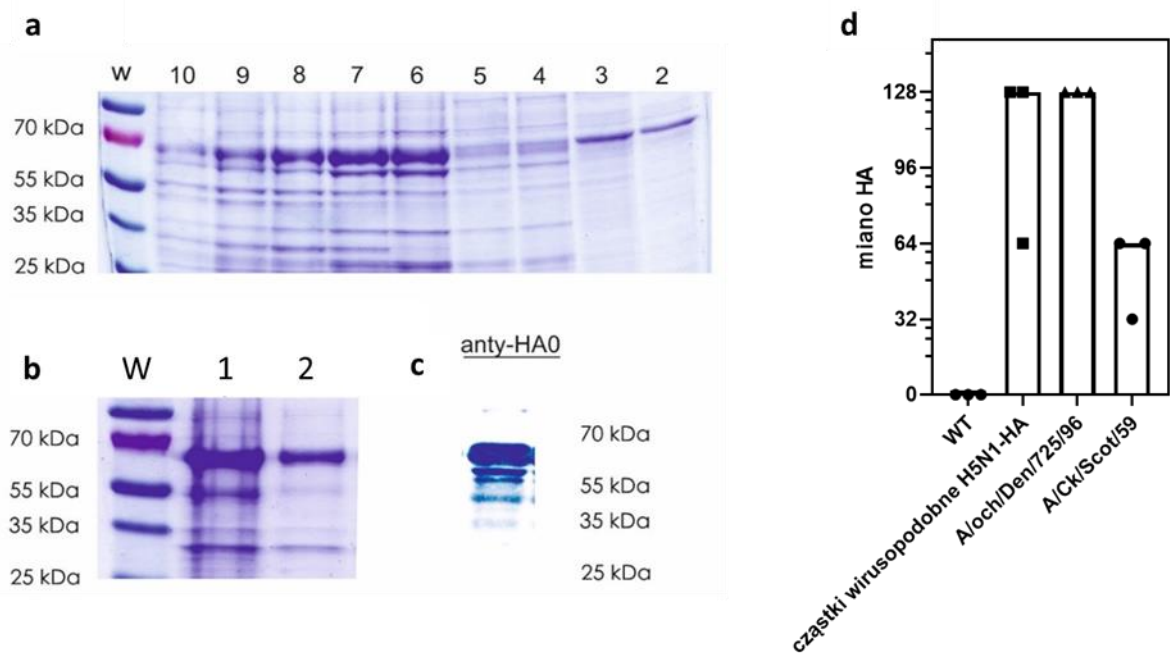 a
w 10 9 8 7 6 5 4 3 2
70 kDa
55 kDa
35 kDa
25 kDa
b
W 1 2
70 kDa
55 kDa
35 kDa
25 kDa
c
anty-HA0
70 kDa
55 kDa
35 kDa
25 kDa
d
miano HA
128
96
64
32
0
WT
cząstki wirusopodobne H5N1-HA
A/och/Den/725/96
A/Ck/Scot/59